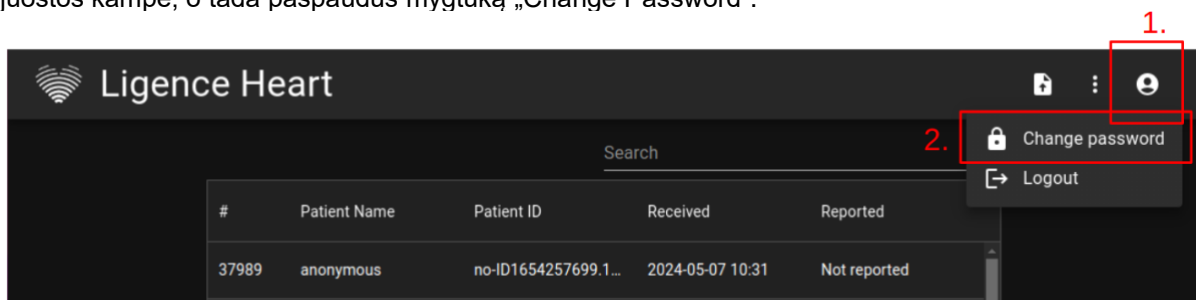 juostos kampe, o tada paspaudus mygtuką „Change Password“.
1.
Ligence Heart
2.
Change password
Search
Logout
# Patient Name Patient ID Received Reported
37989 anonymous no-ID1654257699.1... 2024-05-07 10:31 Not reported